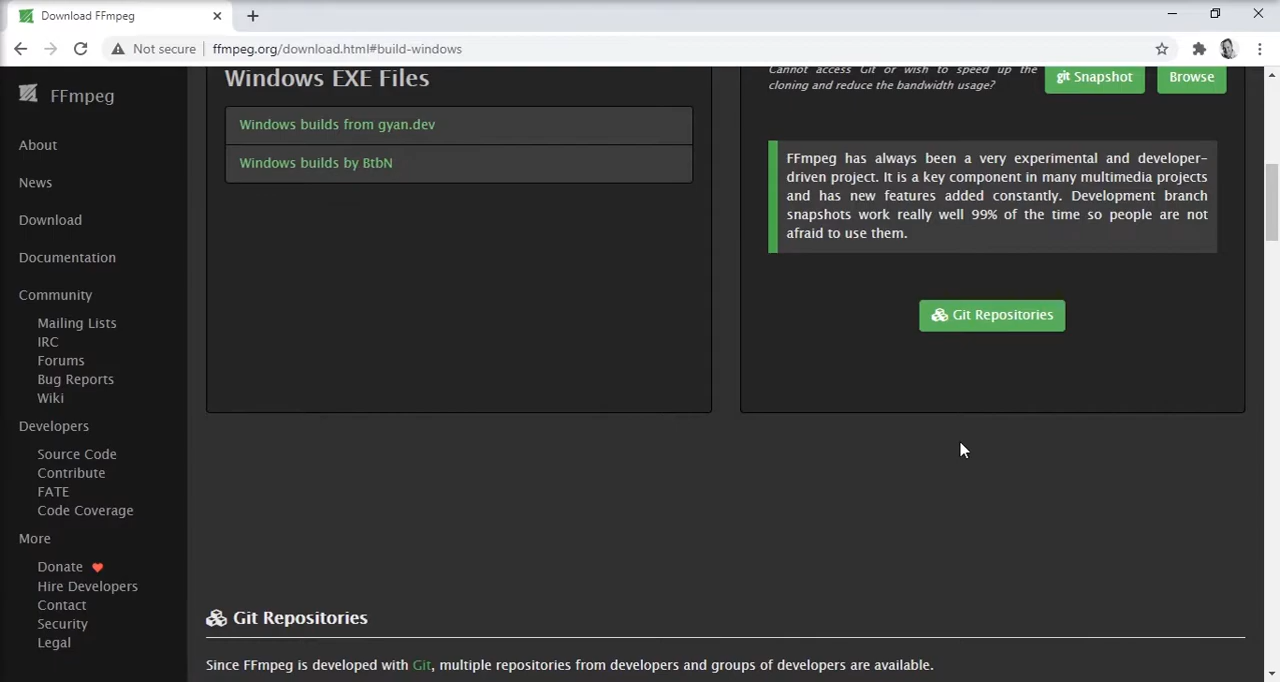 Download FFmpeg
Not secure
ffmpeg.org/download.html#build-windows
FFmpeg
About
News
Download
Documentation
Community
Mailing Lists
IRC
Forums
Bug Reports
Wiki
Developers
Source Code
Contribute
FATE
Code Coverage
More
Donate
Hire Developers
Contact
Security
Legal
Windows EXE Files
Windows builds from gyan.dev
Windows builds by BtbN
Cannot access Git or wish to speed up the
cloning and reduce the bandwidth usage?
git Snapshot
Browse
FFmpeg has always been a very experimental and developer-
driven project. It is a key component in many multimedia projects
and has new features added constantly. Development branch
snapshots work really well 99% of the time so people are not
afraid to use them.
Git Repositories
Git Repositories
Since FFmpeg is developed with Git, multiple repositories from developers and groups of developers are available.